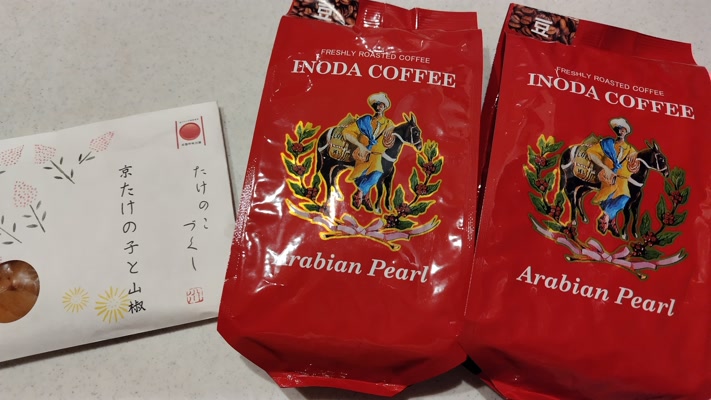 たけのこ
づくし
京たけの子と山椒
豆
FRESHLY ROASTED COFFEE
INODA COFFEE
Arabian Pearl
豆
FRESHLY ROASTED COFFEE
INODA COFFEE
Arabian Pearl